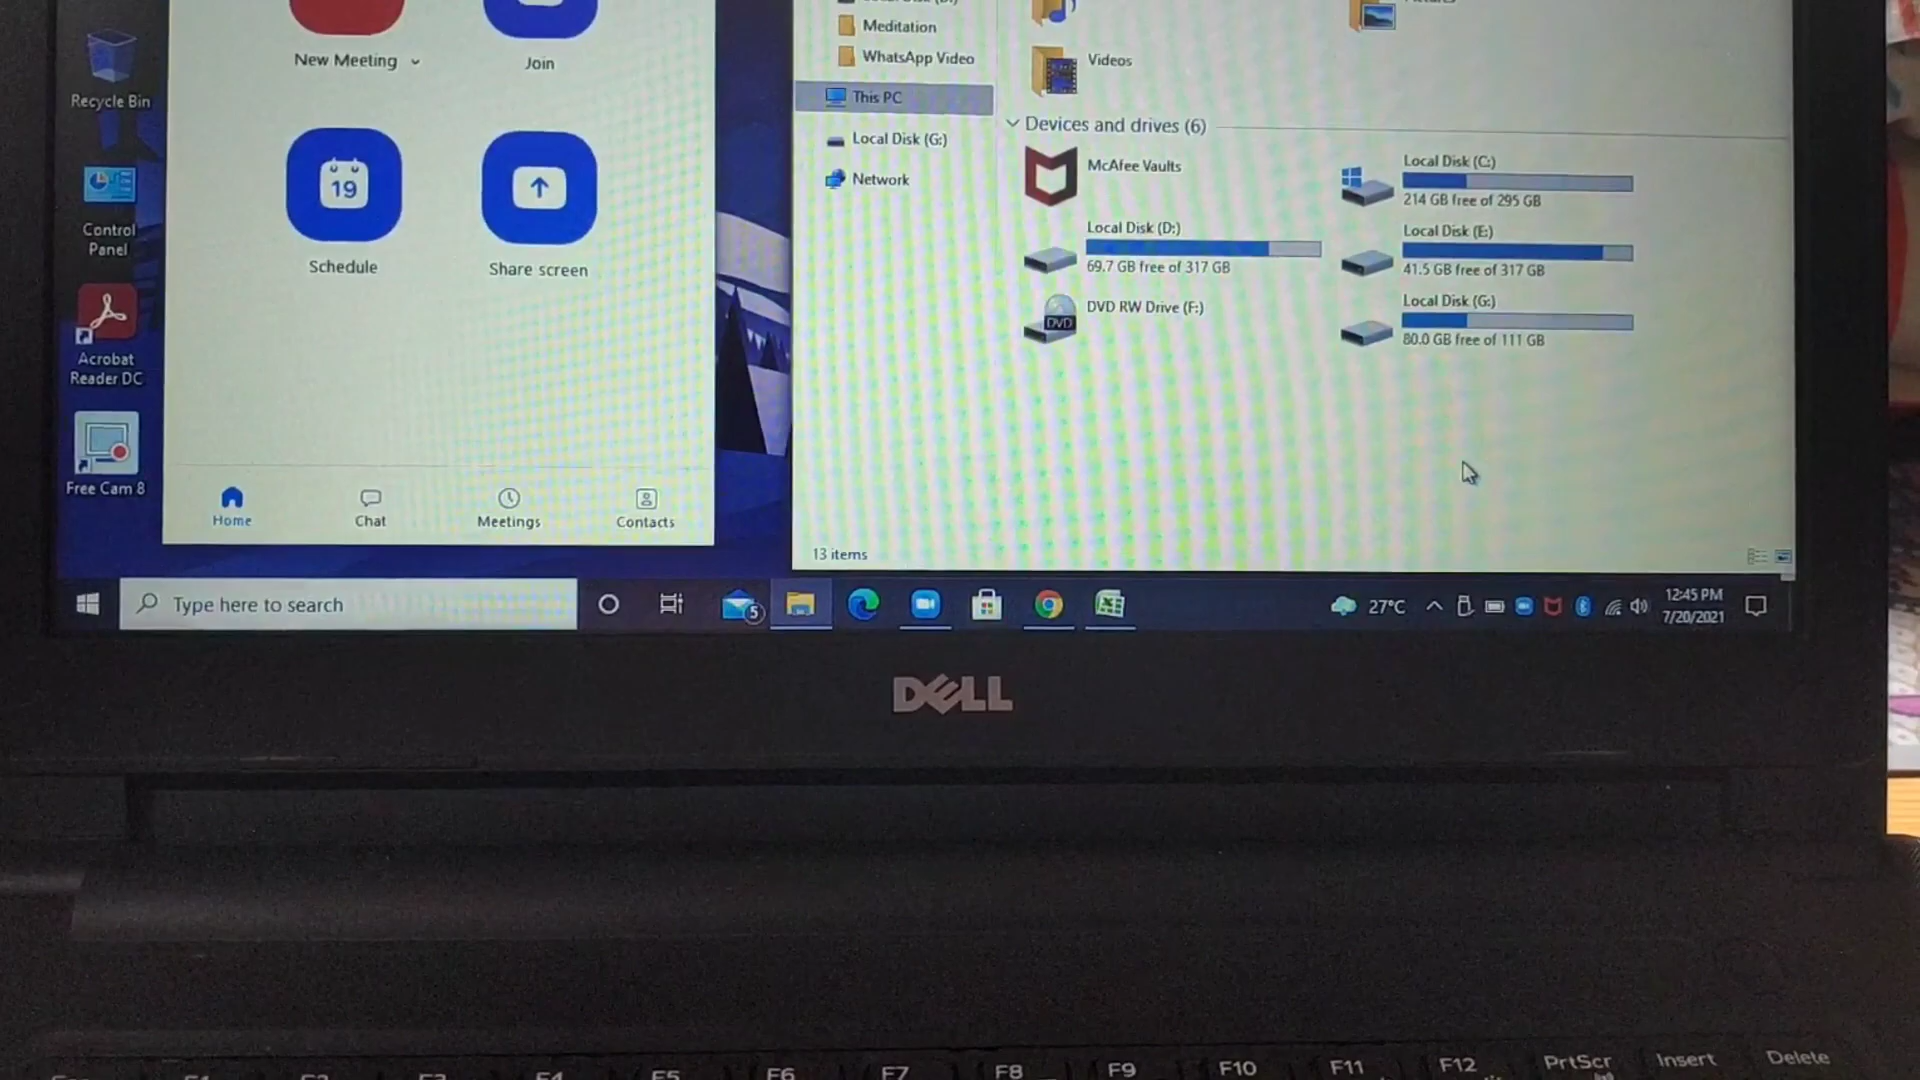 Meditation
WhatsApp Video
This PC
Local Disk (G:)
Network
Videos
Devices and drives (6)
McAfee Vaults
Local Disk (C:)
214 GB free of 295 GB
Local Disk (D:)
69.7 GB free of 317 GB
Local Disk (E:)
41.5 GB free of 317 GB
DVD RW Drive (F:)
DVD
Local Disk (G:)
80.0 GB free of 111 GB
13 items
New Meeting
Join
19
Schedule
Share screen
Home
Chat
Meetings
Contacts
Recycle Bin
Control
Panel
Acrobat
Reader DC
Free Cam 8
Type here to search
5
27°C
12:45 PM
7/20/2021
DELL
F5 F6 F7 F8 F9 F10 F11 F12 PrtScr Insert Delete